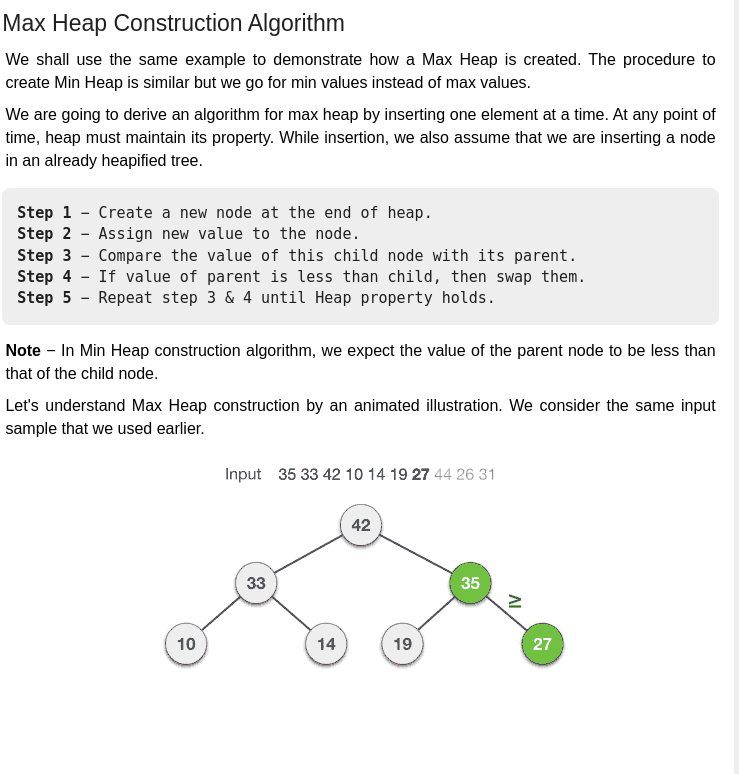 Max Heap Construction Algorithm
We shall use the same example to demonstrate how a Max Heap is created. The procedure to
create Min Heap is similar but we go for min values instead of max values.
We are going to derive an algorithm for max heap by inserting one element at a time. At any point of
time, heap must maintain its property. While insertion, we also assume that we are inserting a node
in an already heapified tree.
Step 1 − Create a new node at the end of heap.
Step 2 − Assign new value to the node.
Step 3 − Compare the value of this child node with its parent.
Step 4 − If value of parent is less than child, then swap them.
Step 5 − Repeat step 3 & 4 until Heap property holds.
Note − In Min Heap construction algorithm, we expect the value of the parent node to be less than
that of the child node.
Let's understand Max Heap construction by an animated illustration. We consider the same input
sample that we used earlier.
Input 35 33 42 10 14 19 27 44 26 31
42
33 35
≥
10 14 19 27